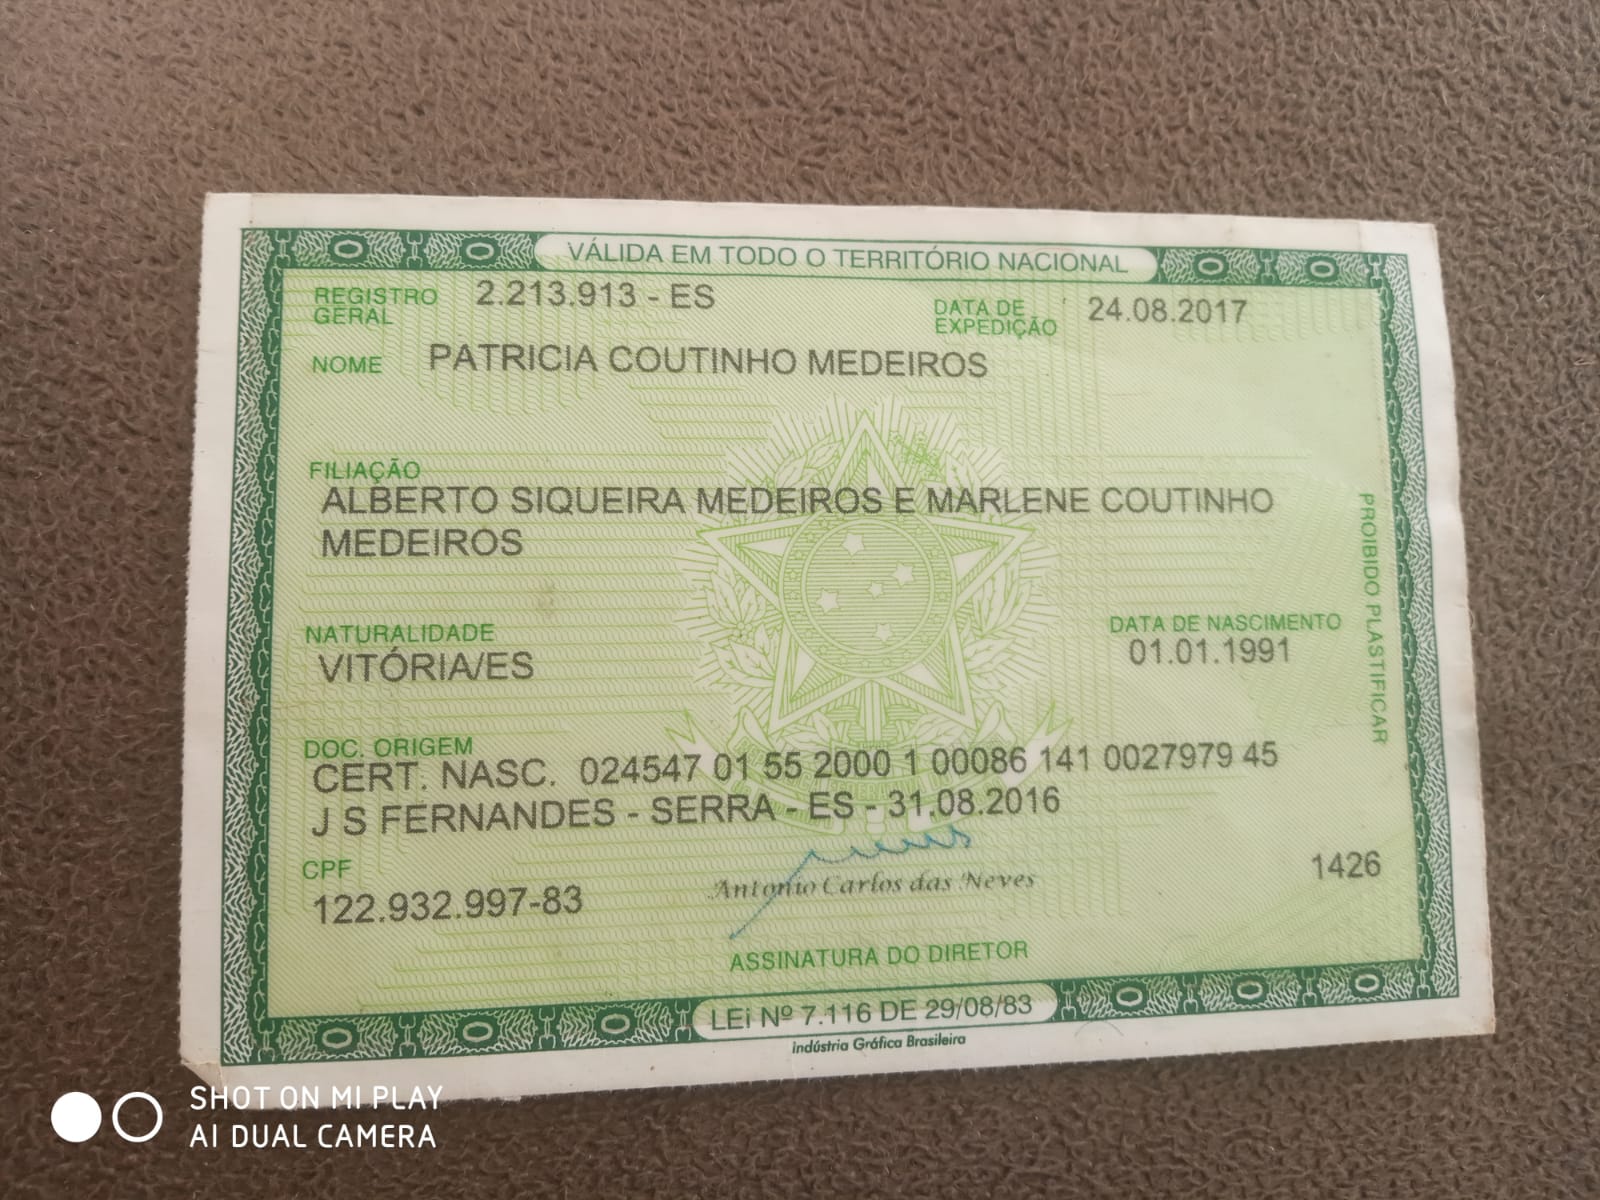 VÁLIDA EM TODO O TERRITÓRIO NACIONAL
REGISTRO GERAL 2.213.913 - ES
DATA DE EXPEDIÇÃO 24.08.2017
NOME PATRICIA COUTINHO MEDEIROS
FILIAÇÃO
ALBERTO SIQUEIRA MEDEIROS E MARLENE COUTINHO
MEDEIROS
NATURALIDADE
VITÓRIA/ES
DATA DE NASCIMENTO
01.01.1991
PROIBIDO PLASTIFICAR
DOC. ORIGEM
CERT. NASC. 024547 01 55 2000 1 00086 141 0027979 45
J S FERNANDES - SERRA - ES - 31.08.2016
CPF
122.932.997-83
Antonio Carlos das Neves
1426
ASSINATURA DO DIRETOR
LEi Nº 7.116 DE 29/08/83
indústria Gráfica Brasileira
SHOT ON MI PLAY
AI DUAL CAMERA